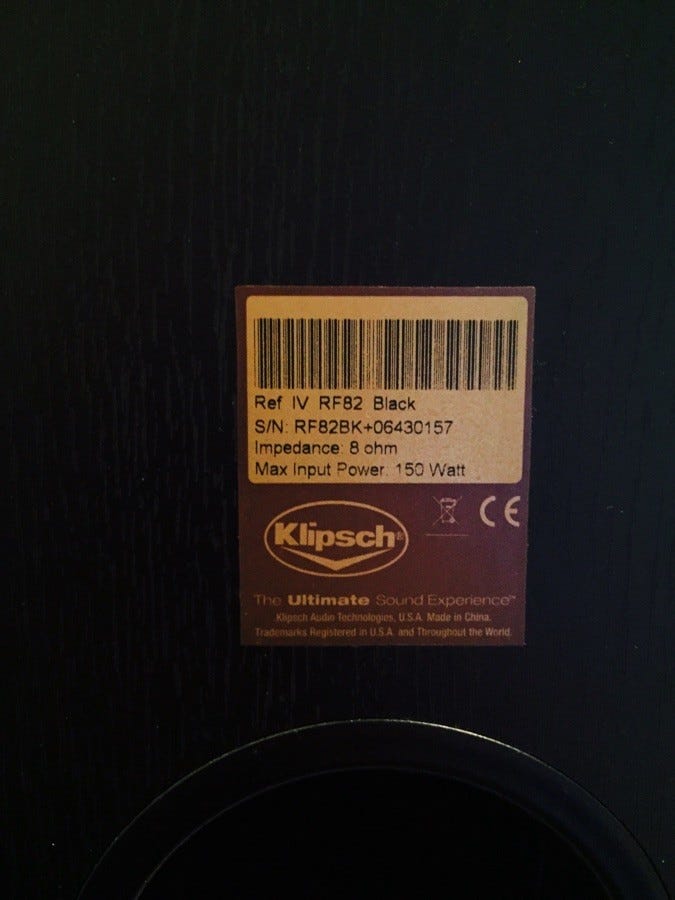 Ref IV RF82 Black
S/N: RF82BK+06430157
Impedance: 8 ohm
Max Input Power: 150 Watt
Klipsch®
CE
The Ultimate Sound Experience™
Klipsch Audio Technologies, U.S.A. Made in China.
Trademarks Registered in U.S.A. and Throughout the World.